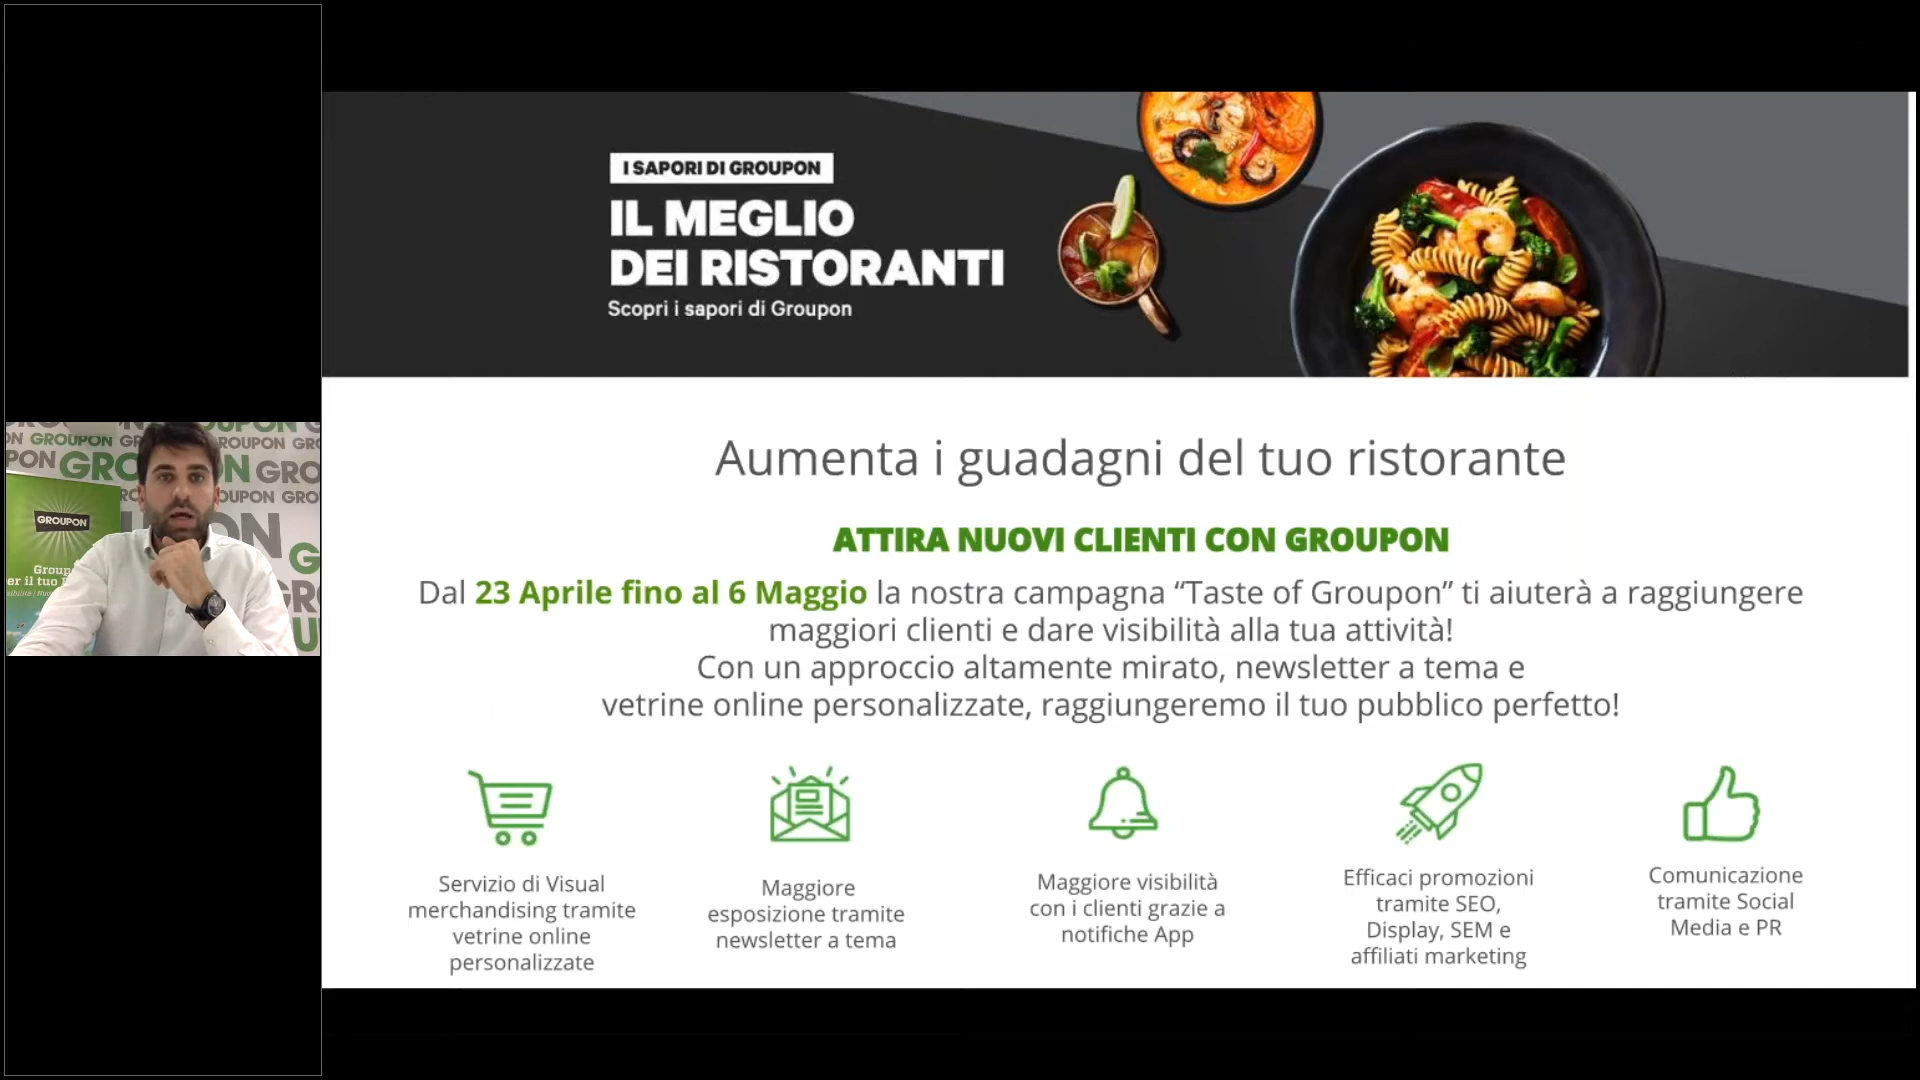 I SAPORI DI GROUPON
IL MEGLIO
DEI RISTORANTI
Scopri i sapori di Groupon
Aumenta i guadagni del tuo ristorante
ATTIRA NUOVI CLIENTI CON GROUPON
Dal 23 Aprile fino al 6 Maggio la nostra campagna “Taste of Groupon” ti aiuterà a raggiungere
maggiori clienti e dare visibilità alla tua attività!
Con un approccio altamente mirato, newsletter a tema e
vetrine online personalizzate, raggiungeremo il tuo pubblico perfetto!
Servizio di Visual
merchandising tramite
vetrine online
personalizzate
Maggiore
esposizione tramite
newsletter a tema
Maggiore visibilità
con i clienti grazie a
notifiche App
Efficaci promozioni
tramite SEO,
Display, SEM e
affiliati marketing
Comunicazione
tramite Social
Media e PR
GROUPON
GROUPON